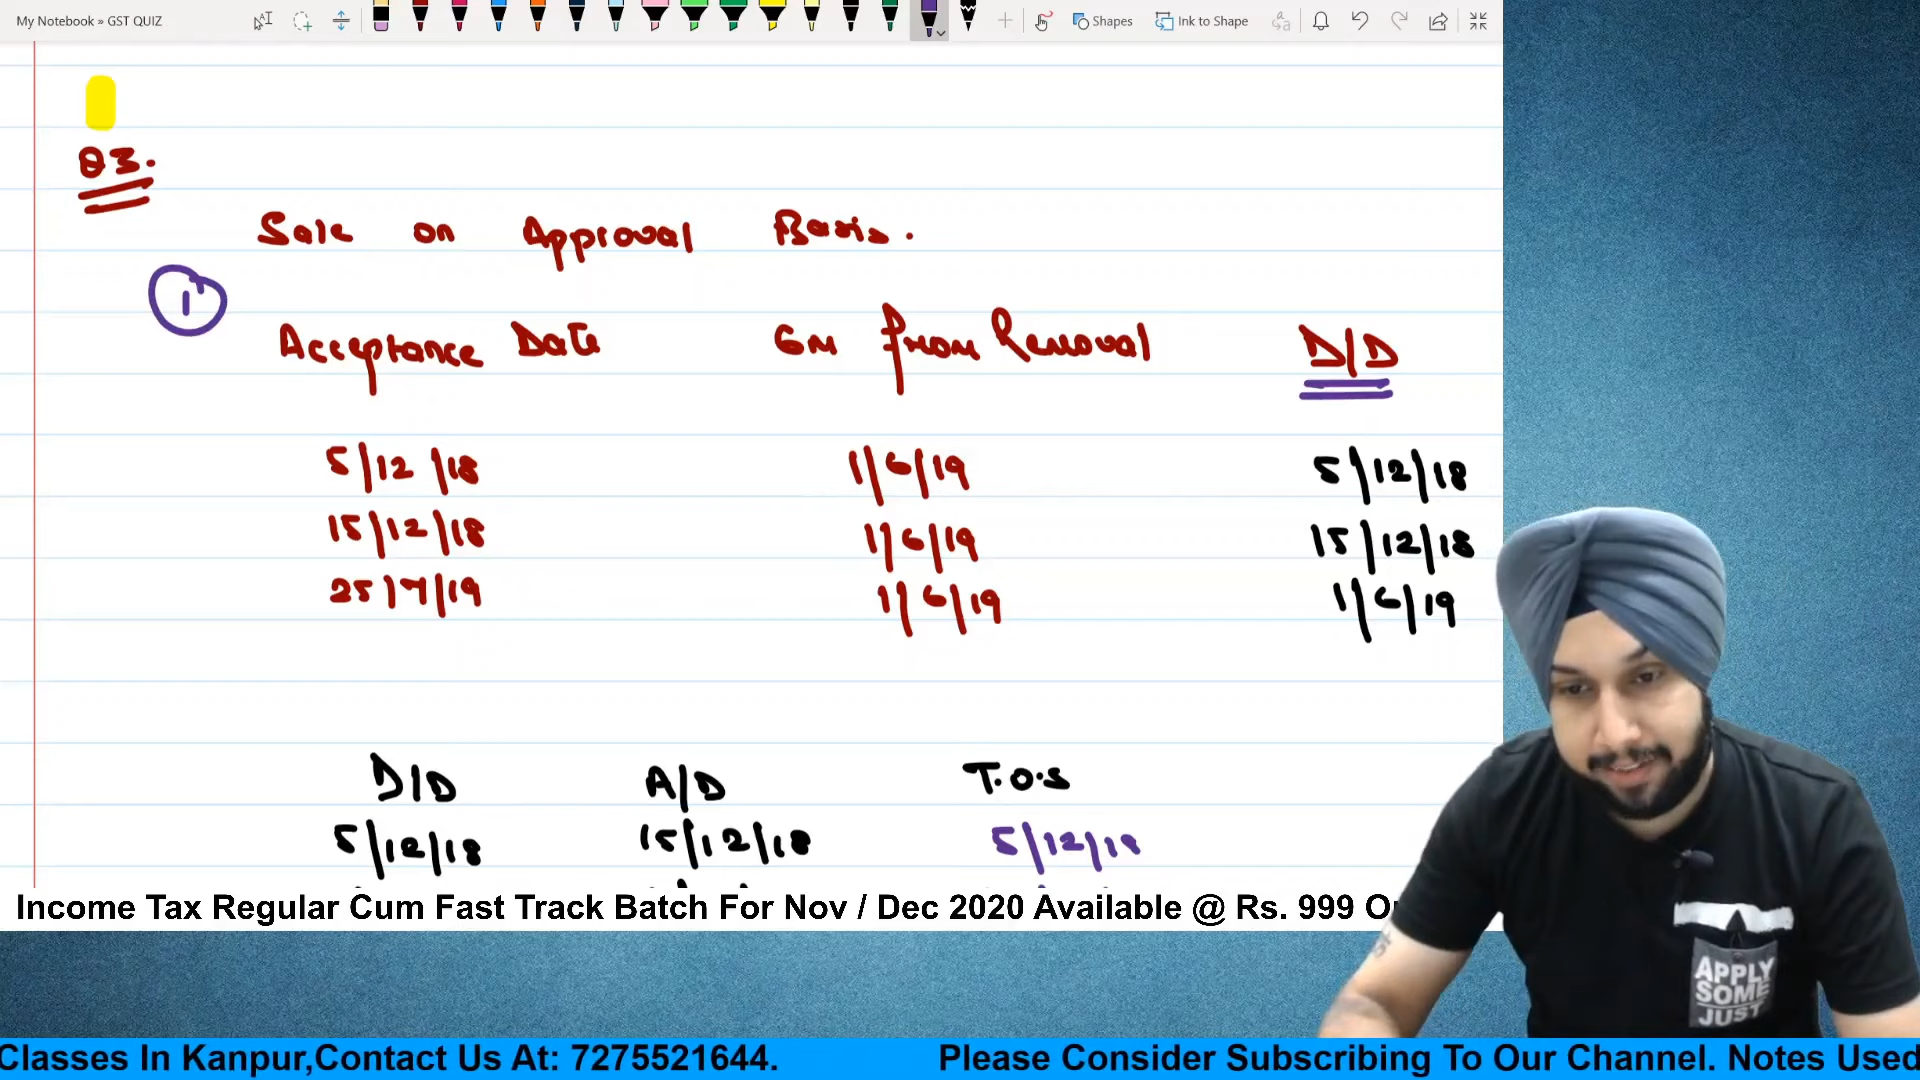 My Notebook » GST QUIZ
Shapes
Ink to Shape
Q3.
Sale on Approval Basis.
1
Acceptance Date 6m from Removal D/D
5/12/18 1/6/19 5/12/18
15/12/18 1/6/19 15/12/18
25/7/19 1/6/19 1/6/19
D/D A/D T.O.S
5/12/18 15/12/18 5/12/18
Income Tax Regular Cum Fast Track Batch For Nov / Dec 2020 Available @ Rs. 999 O
APPLY
SOME
JUST
Classes In Kanpur,Contact Us At: 7275521644. Please Consider Subscribing To Our Channel. Notes Used